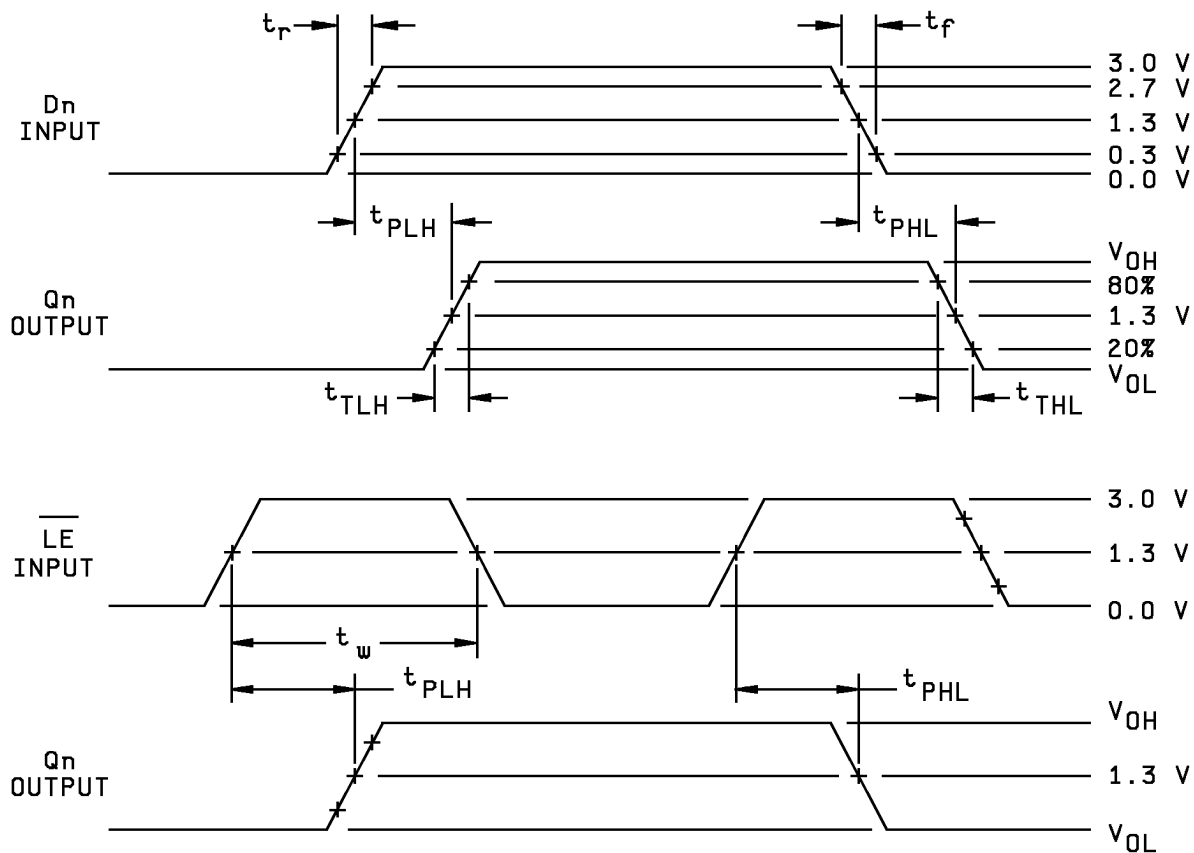 tr
tf
Dn
INPUT
3.0 V
2.7 V
1.3 V
0.3 V
0.0 V
tPLH
tPHL
Qn
OUTPUT
VOH
80%
1.3 V
20%
VOL
tTLH
tTHL
LE
INPUT
3.0 V
1.3 V
0.0 V
tw
tPLH
tPHL
Qn
OUTPUT
VOH
1.3 V
VOL